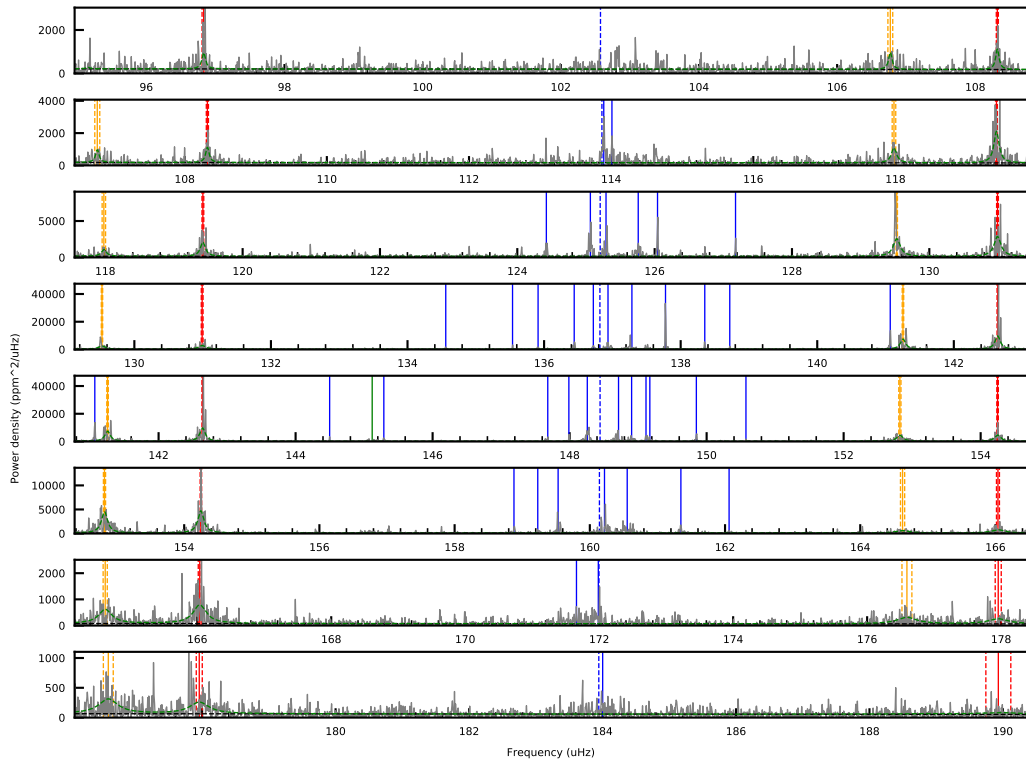 2000
0
96 98 100 102 104 106 108
4000
2000
0
108 110 112 114 116 118
5000
0
118 120 122 124 126 128 130
40000
20000
0
130 132 134 136 138 140 142
40000
20000
0
142 144 146 148 150 152 154
Power density (ppm^2/uHz)
10000
5000
0
154 156 158 160 162 164 166
2000
1000
0
166 168 170 172 174 176 178
1000
500
0
178 180 182 184 186 188 190
Frequency (uHz)